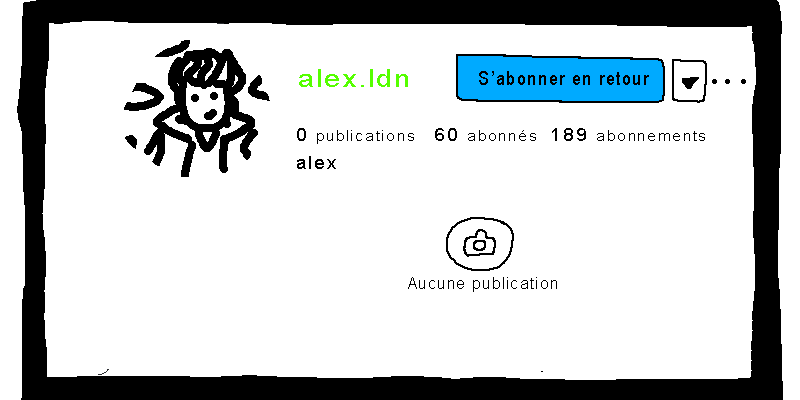 alex.ldn S'abonner en retour
0 publications 60 abonnés 189 abonnements
alex
Aucune publication